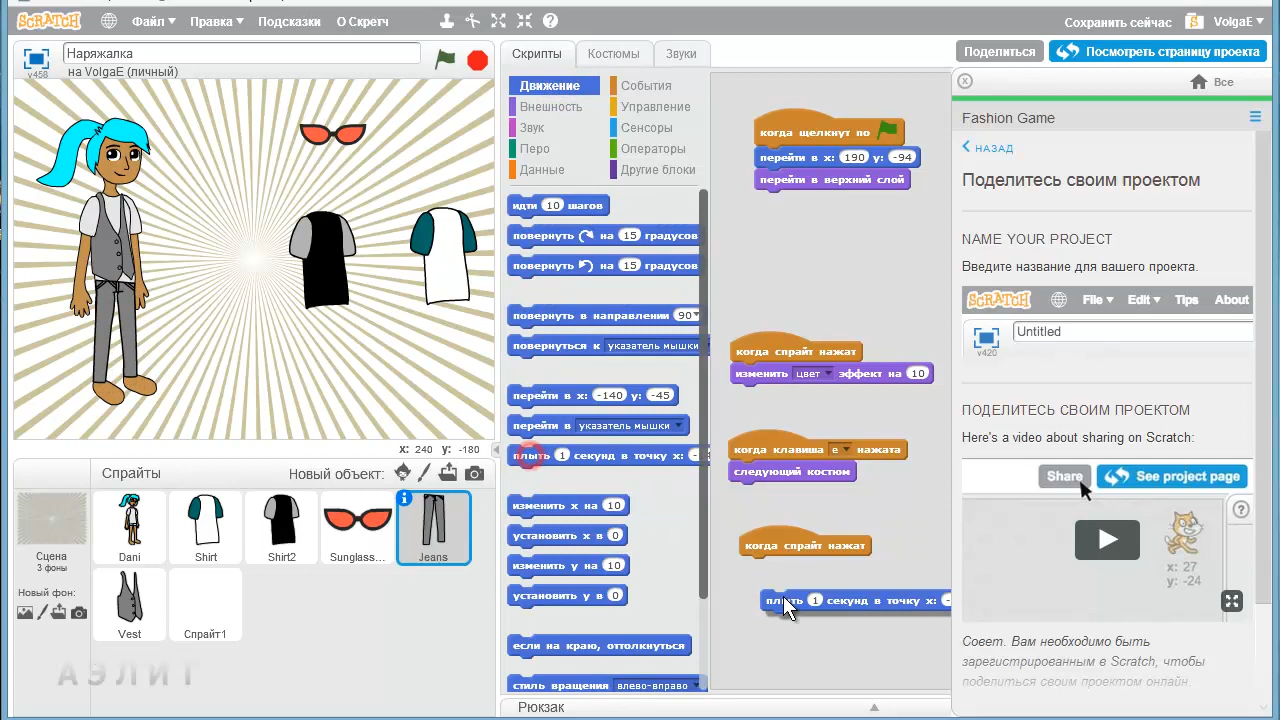 SCRATCH Файл Правка Подсказки О Скретч Сохранить сейчас VolgaE
v458
Наряжалка
на VolgaE (личный)
Скрипты Костюмы Звуки
Поделиться Посмотреть страницу проекта
Движение События
Внешность Управление
Звук Сенсоры
Перо Операторы
Данные Другие блоки
идти 10 шагов
повернуть на 15 градусов
повернуть на 15 градусов
повернуть в направлении 90
повернуться к указатель мышки
перейти в x: -140 y: -45
перейти в указатель мышки
плыть 1 секунд в точку x:
изменить x на 10
установить x в 0
изменить y на 10
установить y в 0
если на краю, оттолкнуться
стиль вращения влево-вправо
когда щелкнут по
перейти в x: 190 y: -94
перейти в верхний слой
когда спрайт нажат
изменить цвет эффект на 10
когда клавиша e нажата
следующий костюм
когда спрайт нажат
плыть 1 секунд в точку x:
Рюкзак
x: 240 y: -180
Спрайты Новый объект:
Сцена
3 фоны
Новый фон:
Dani Shirt Shirt2 Sunglass... Jeans
Vest Спрайт1
АЭЛИТ
Все
Fashion Game
НАЗАД
Поделитесь своим проектом
NAME YOUR PROJECT
Введите название для вашего проекта.
SCRATCH File Edit Tips About
v420
Untitled
ПОДЕЛИТЕСЬ СВОИМ ПРОЕКТОМ
Here's a video about sharing on Scratch:
Share See project page
x: 27
y: -24
Совет. Вам необходимо быть
зарегистрированным в Scratch, чтобы
поделиться своим проектом онлайн